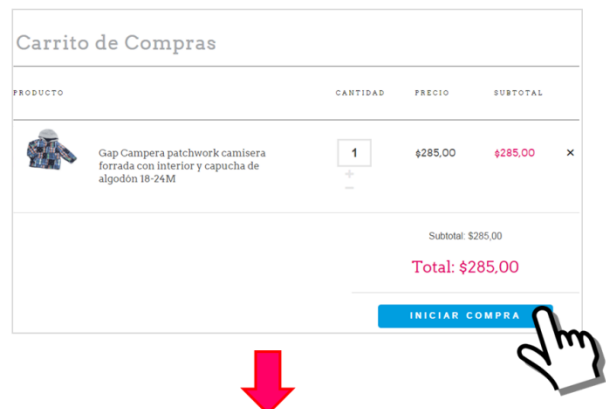 Carrito de Compras
PRODUCTO CANTIDAD PRECIO SUBTOTAL
Gap Campera patchwork camisera
forrada con interior y capucha de
algodón 18-24M
1 $285,00 $285,00 ×
+
−
Subtotal: $285,00
Total: $285,00
INICIAR COMPRA